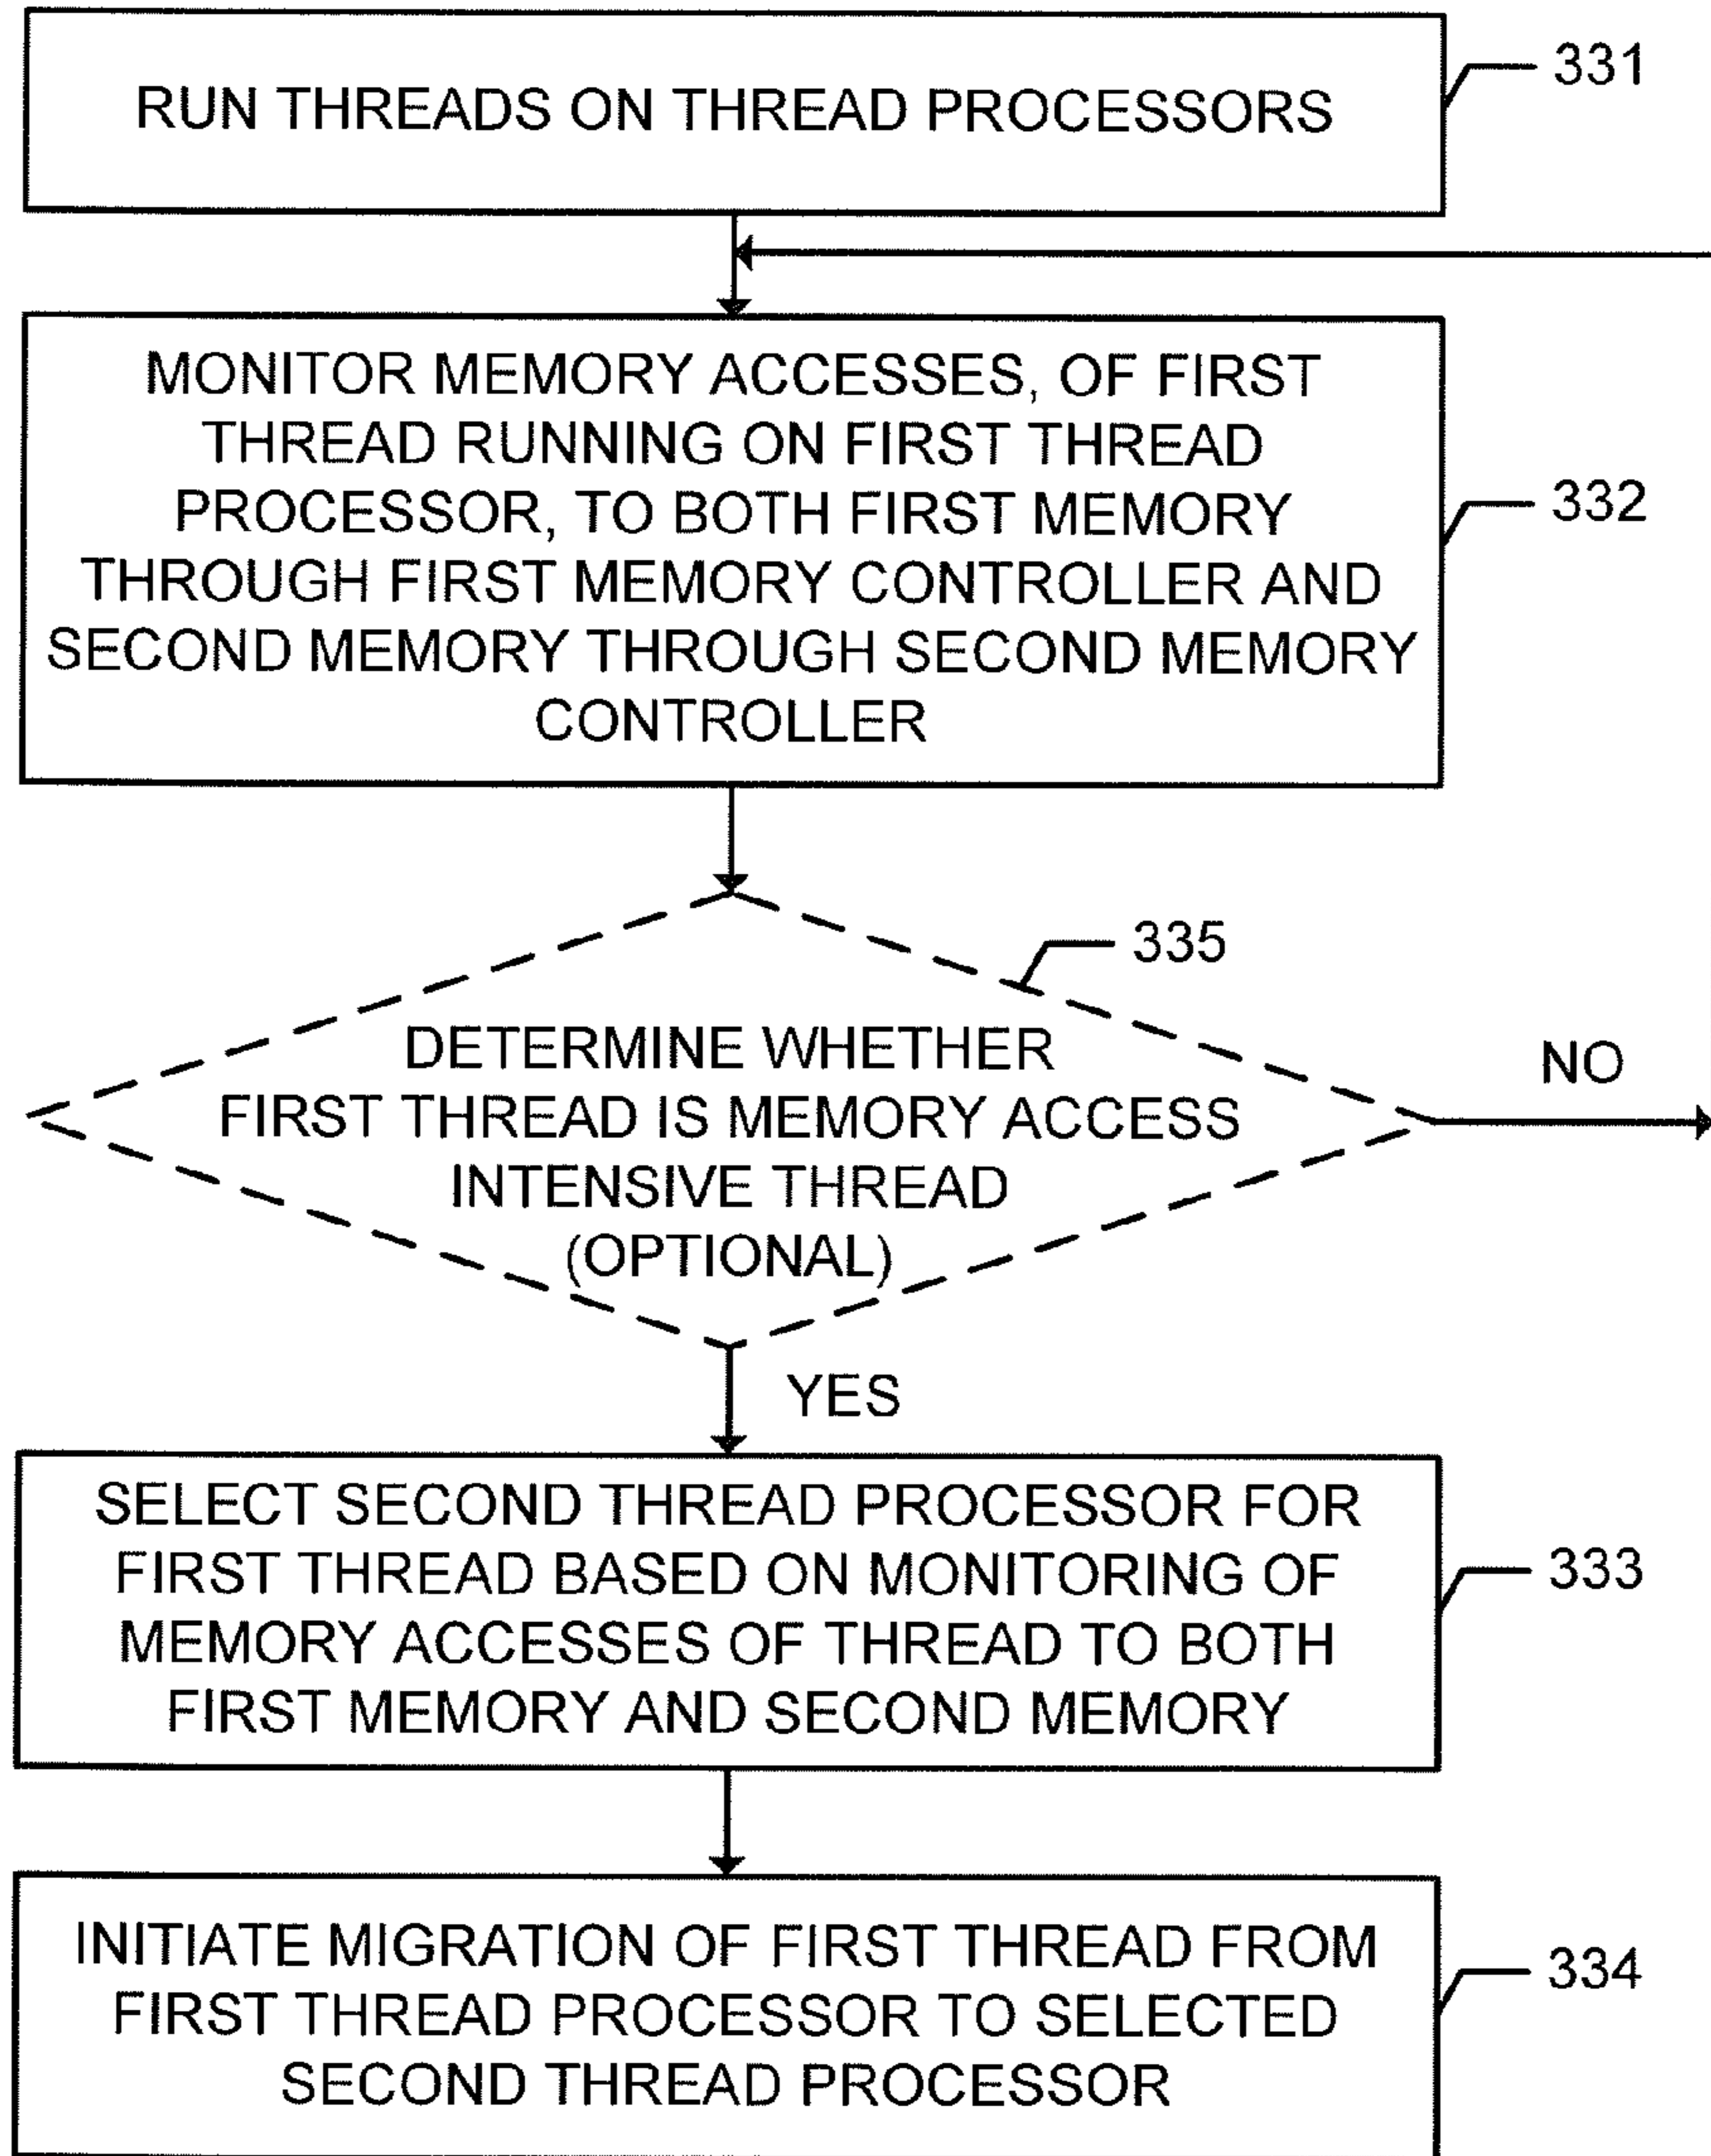 RUN THREADS ON THREAD PROCESSORS
331
MONITOR MEMORY ACCESSES, OF FIRST
THREAD RUNNING ON FIRST THREAD
PROCESSOR, TO BOTH FIRST MEMORY
THROUGH FIRST MEMORY CONTROLLER AND
SECOND MEMORY THROUGH SECOND MEMORY
CONTROLLER
332
335
DETERMINE WHETHER
FIRST THREAD IS MEMORY ACCESS
INTENSIVE THREAD
(OPTIONAL)
NO
YES
SELECT SECOND THREAD PROCESSOR FOR
FIRST THREAD BASED ON MONITORING OF
MEMORY ACCESSES OF THREAD TO BOTH
FIRST MEMORY AND SECOND MEMORY
333
INITIATE MIGRATION OF FIRST THREAD FROM
FIRST THREAD PROCESSOR TO SELECTED
SECOND THREAD PROCESSOR
334